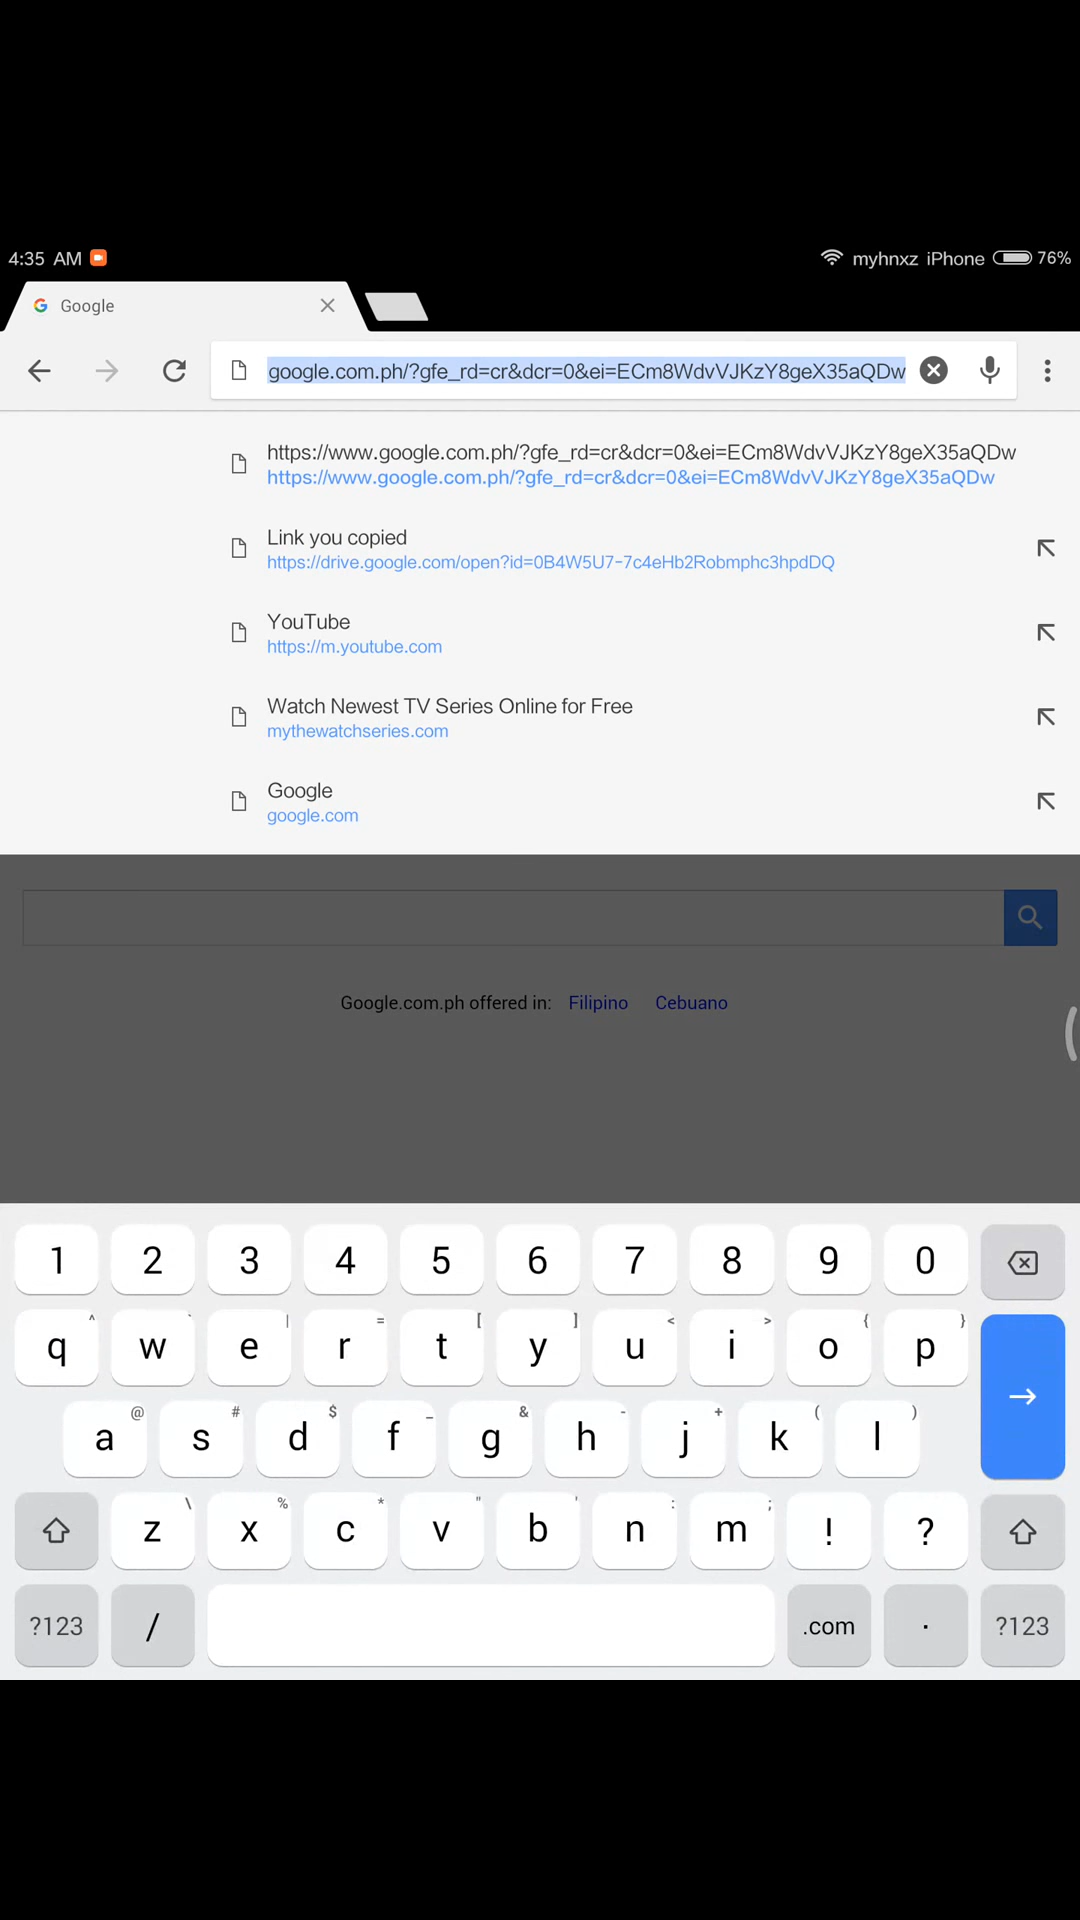 4:35 AM myhnxz iPhone 76%
Google
google.com.ph/?gfe_rd=cr&dcr=0&ei=ECm8WdvVJKzY8geX35aQDw
https://www.google.com.ph/?gfe_rd=cr&dcr=0&ei=ECm8WdvVJKzY8geX35aQDw
https://www.google.com.ph/?gfe_rd=cr&dcr=0&ei=ECm8WdvVJKzY8geX35aQDw
Link you copied
https://drive.google.com/open?id=0B4W5U7-7c4eHb2Robmphc3hpdDQ
YouTube
https://m.youtube.com
Watch Newest TV Series Online for Free
mythewatchseries.com
Google
google.com
Google.com.ph offered in: Filipino Cebuano
1 2 3 4 5 6 7 8 9 0
^ ` | = [ ] < > { }
q w e r t y u i o p
@ # $ _ & - + ( )
a s d f g h j k l
\ % * " ' : ;
z x c v b n m ! ?
?123 / .com . ?123